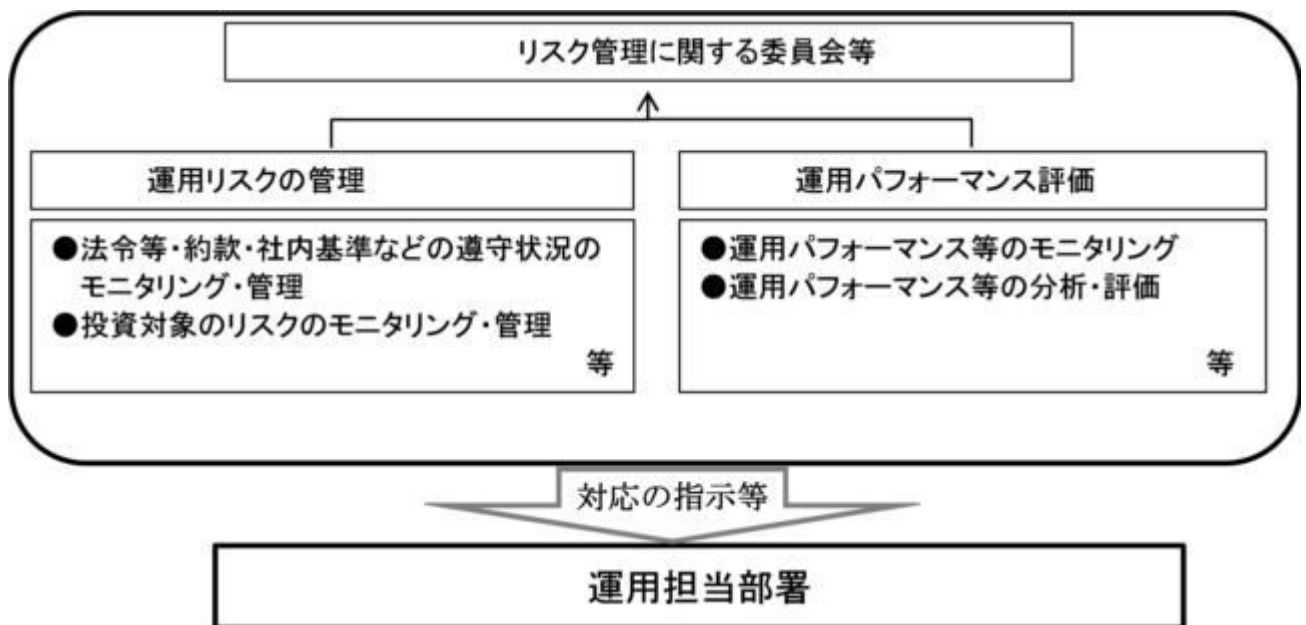 リスク管理に関する委員会等
運用リスクの管理
●法令等・約款・社内基準などの遵守状況の
モニタリング・管理
●投資対象のリスクのモニタリング・管理
等
運用パフォーマンス評価
●運用パフォーマンス等のモニタリング
●運用パフォーマンス等の分析・評価
等
対応の指示等
運用担当部署